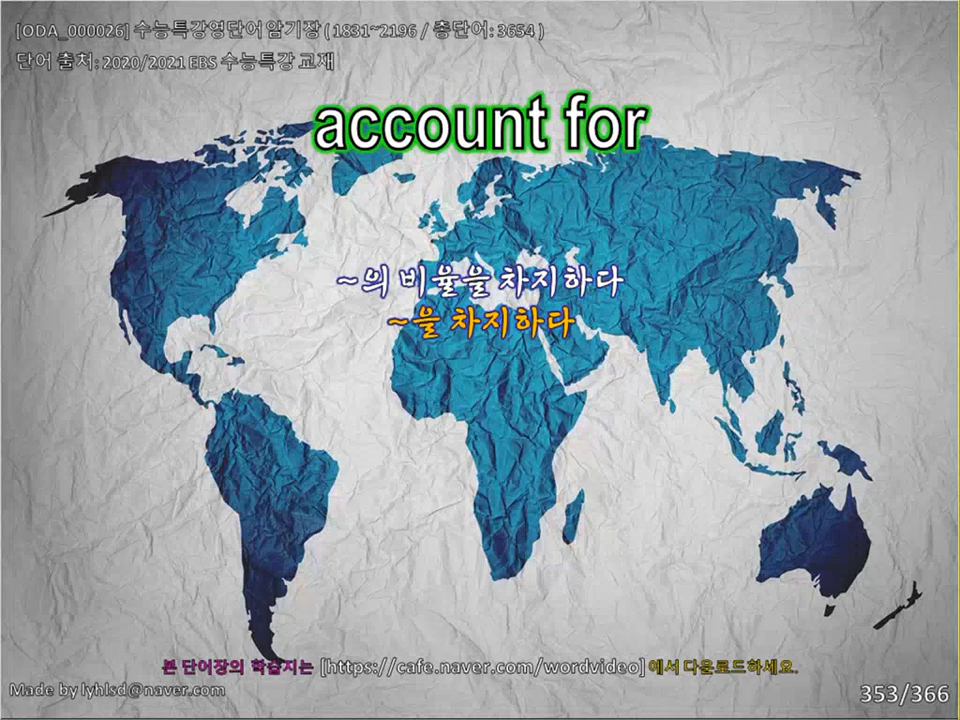 [ODA_000026] 수능특강영단어 암기장 ( 1831~2196 / 총단어: 3654 )
단어 출처: 2020/2021 EBS 수능특강 교재
account for
~의 비율을 차지하다
~을 차지하다
본 단어장의 학습지는 [https://cafe.naver.com/wordvideo] 에서 다운로드하세요.
Made by lyhlsd@naver.com
353/366